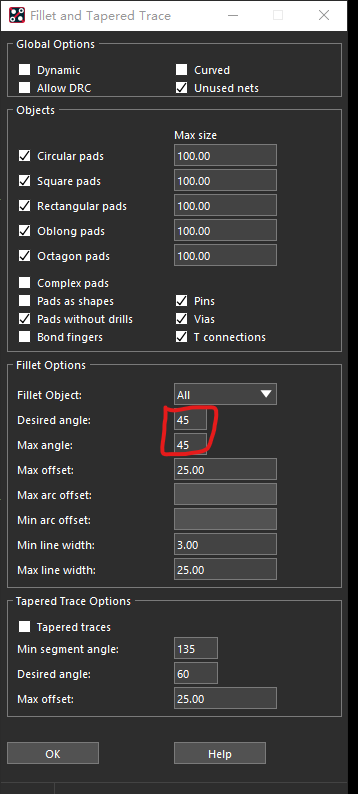 Fillet and Tapered Trace
Global Options
Dynamic Curved
Allow DRC Unused nets
Objects
Max size
Circular pads 100.00
Square pads 100.00
Rectangular pads 100.00
Oblong pads 100.00
Octagon pads 100.00
Complex pads
Pads as shapes Pins
Pads without drills Vias
Bond fingers T connections
Fillet Options
Fillet Object: All
Desired angle: 45
Max angle: 45
Max offset: 25.00
Max arc offset:
Min arc offset:
Min line width: 3.00
Max line width: 25.00
Tapered Trace Options
Tapered traces
Min segment angle: 135
Desired angle: 60
Max offset: 25.00
OK Help